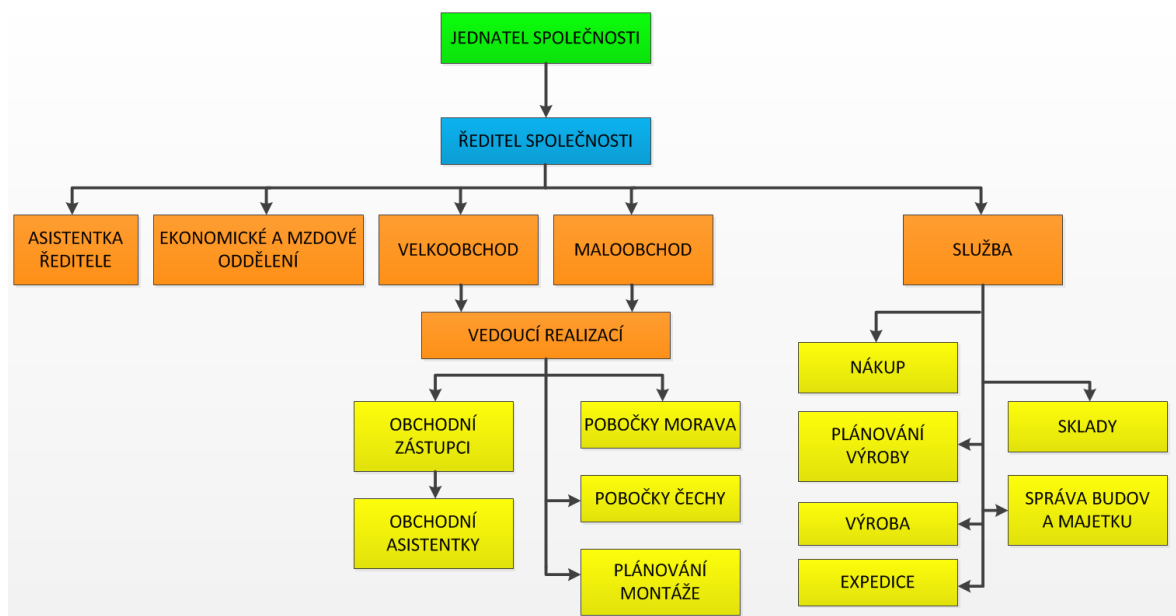 JEDNATEL SPOLEČNOSTI
ŘEDITEL SPOLEČNOSTI
ASISTENTKA
ŘEDITELE
EKONOMICKÉ A MZDOVÉ
ODDĚLENÍ
VELKOOBCHOD
MALOOBCHOD
SLUŽBA
VEDOUCÍ REALIZACÍ
OBCHODNÍ
ZÁSTUPCI
OBCHODNÍ
ASISTENTKY
POBOČKY MORAVA
POBOČKY ČECHY
PLÁNOVÁNÍ
MONTÁŽE
NÁKUP
PLÁNOVÁNÍ
VÝROBY
VÝROBA
EXPEDICE
SKLADY
SPRÁVA BUDOV
A MAJETKU